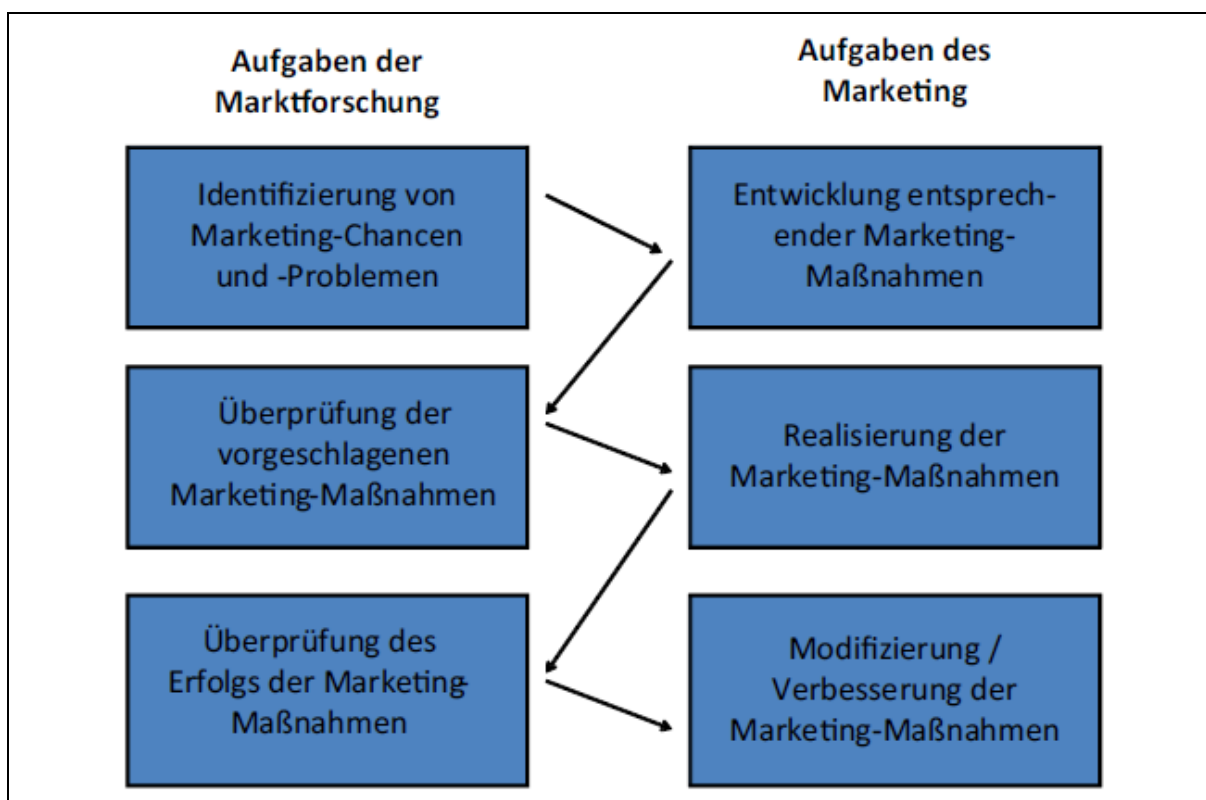 Aufgaben der
Marktforschung
Aufgaben des
Marketing
Identifizierung von
Marketing-Chancen
und -Problemen
Entwicklung entsprech-
ender Marketing-
Maßnahmen
Überprüfung der
vorgeschlagenen
Marketing-Maßnahmen
Realisierung der
Marketing-Maßnahmen
Überprüfung des
Erfolgs der Marketing-
Maßnahmen
Modifizierung /
Verbesserung der
Marketing-Maßnahmen